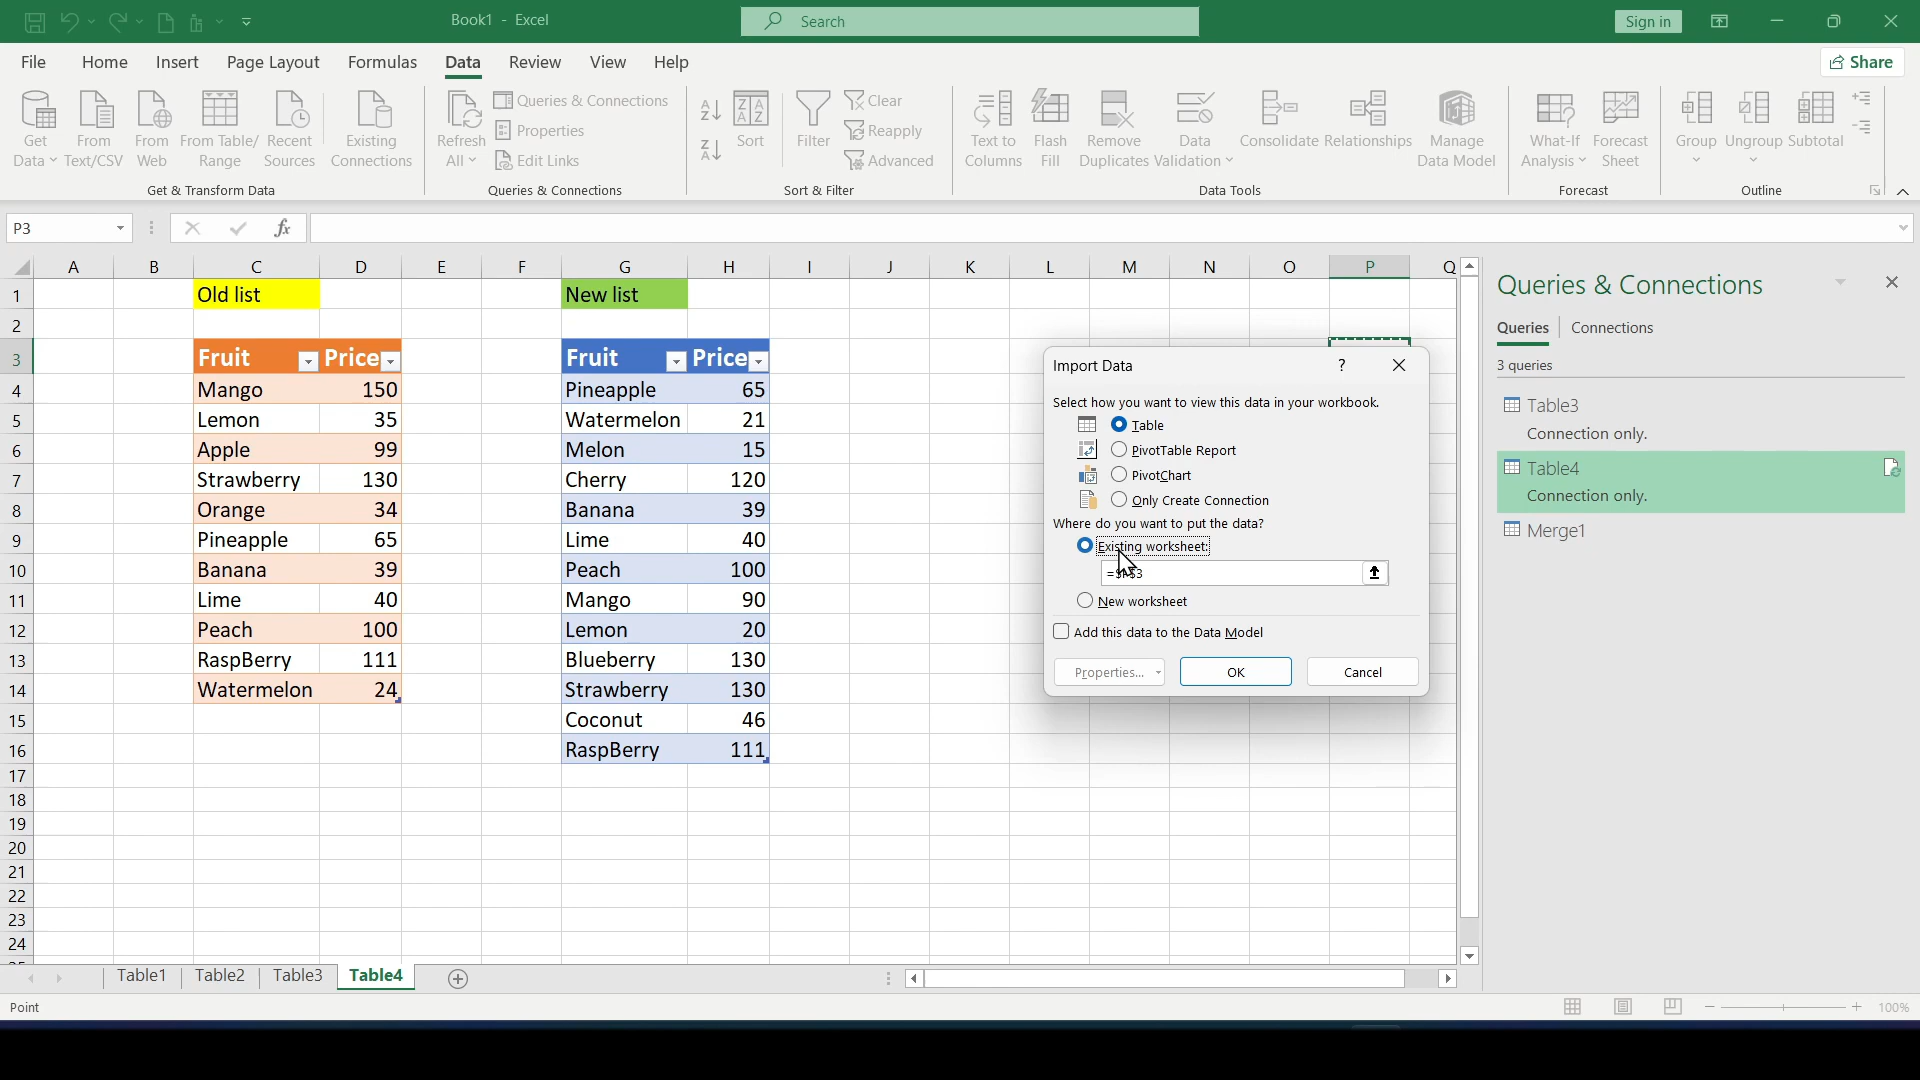 Book1 - Excel
Search
Sign in
File Home Insert Page Layout Formulas Data Review View Help
Share
Get Data
From Text/CSV
From Web
From Table/ Range
Recent Sources
Existing Connections
Get & Transform Data
Refresh All
Queries & Connections
Properties
Edit Links
Queries & Connections
Sort
Filter
Clear
Reapply
Advanced
Sort & Filter
Text to Columns
Flash Fill
Remove Duplicates
Data Validation
Consolidate
Relationships
Manage Data Model
Data Tools
What-If Analysis
Forecast Sheet
Forecast
Group
Ungroup
Subtotal
Outline
P3
fx
A B C D E F G H I J K L M N O P Q
1 Old list New list
2
3 Fruit Price Fruit Price
4 Mango 150 Pineapple 65
5 Lemon 35 Watermelon 21
6 Apple 99 Melon 15
7 Strawberry 130 Cherry 120
8 Orange 34 Banana 39
9 Pineapple 65 Lime 40
10 Banana 39 Peach 100
11 Lime 40 Mango 90
12 Peach 100 Lemon 20
13 RaspBerry 111 Blueberry 130
14 Watermelon 24 Strawberry 130
15 Coconut 46
16 RaspBerry 111
17
18
19
20
21
22
23
24
Import Data
?
Select how you want to view this data in your workbook.
Table
PivotTable Report
PivotChart
Only Create Connection
Where do you want to put the data?
Existing worksheet:
New worksheet
Add this data to the Data Model
Properties...
OK
Cancel
Queries & Connections
Queries Connections
3 queries
Table3
Connection only.
Table4
Connection only.
Merge1
Table1 Table2 Table3 Table4
Point
100%